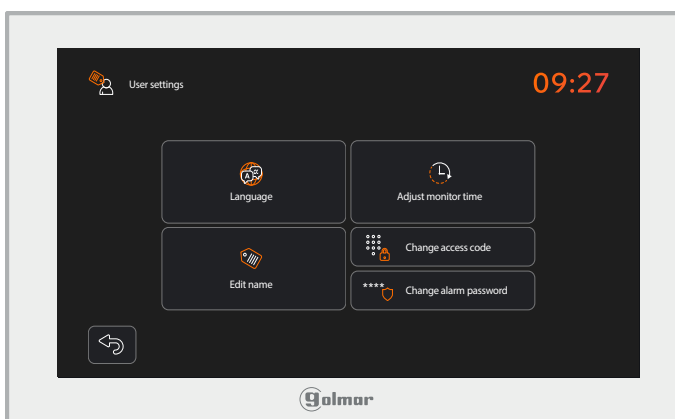 User settings
09:27
Language
Adjust monitor time
Change access code
Edit name
****
Change alarm password
golmar